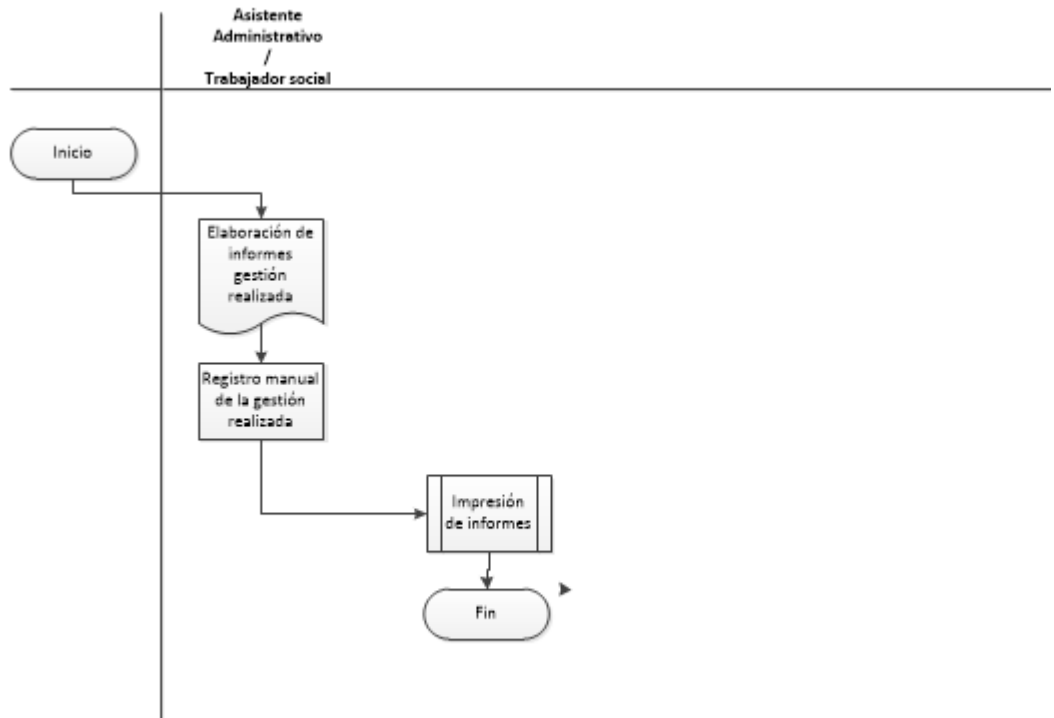 Asistente
Administrativo
/
Trabajador social
Inicio
Elaboración de
informes
gestión
realizada
Registro manual
de la gestión
realizada
Impresión
de informes
Fin